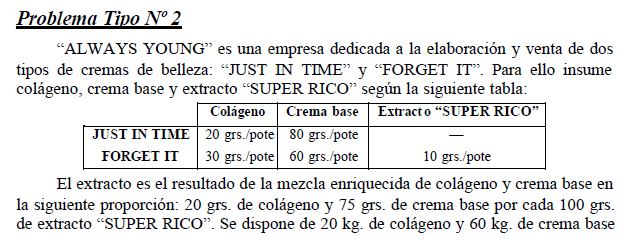 Problema Tipo Nº 2
“ALWAYS YOUNG” es una empresa dedicada a la elaboración y venta de dos
tipos de cremas de belleza: “JUST IN TIME” y “FORGET IT”. Para ello insume
colágeno, crema base y extracto “SUPER RICO” según la siguiente tabla:
Colágeno Crema base Extracto “SUPER RICO”
JUST IN TIME 20 grs./pote 80 grs./pote —
FORGET IT 30 grs./pote 60 grs./pote 10 grs./pote
El extracto es el resultado de la mezcla enriquecida de colágeno y crema base en
la siguiente proporción: 20 grs. de colágeno y 75 grs. de crema base por cada 100 grs.
de extracto “SUPER RICO”. Se dispone de 20 kg. de colágeno y 60 kg. de crema base